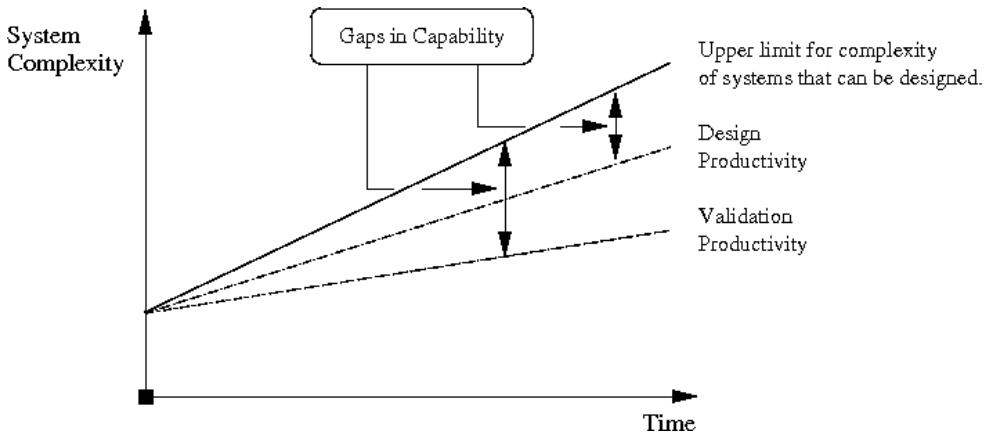 System
Complexity
Gaps in Capability
Upper limit for complexity
of systems that can be designed.
Design
Productivity
Validation
Productivity
Time